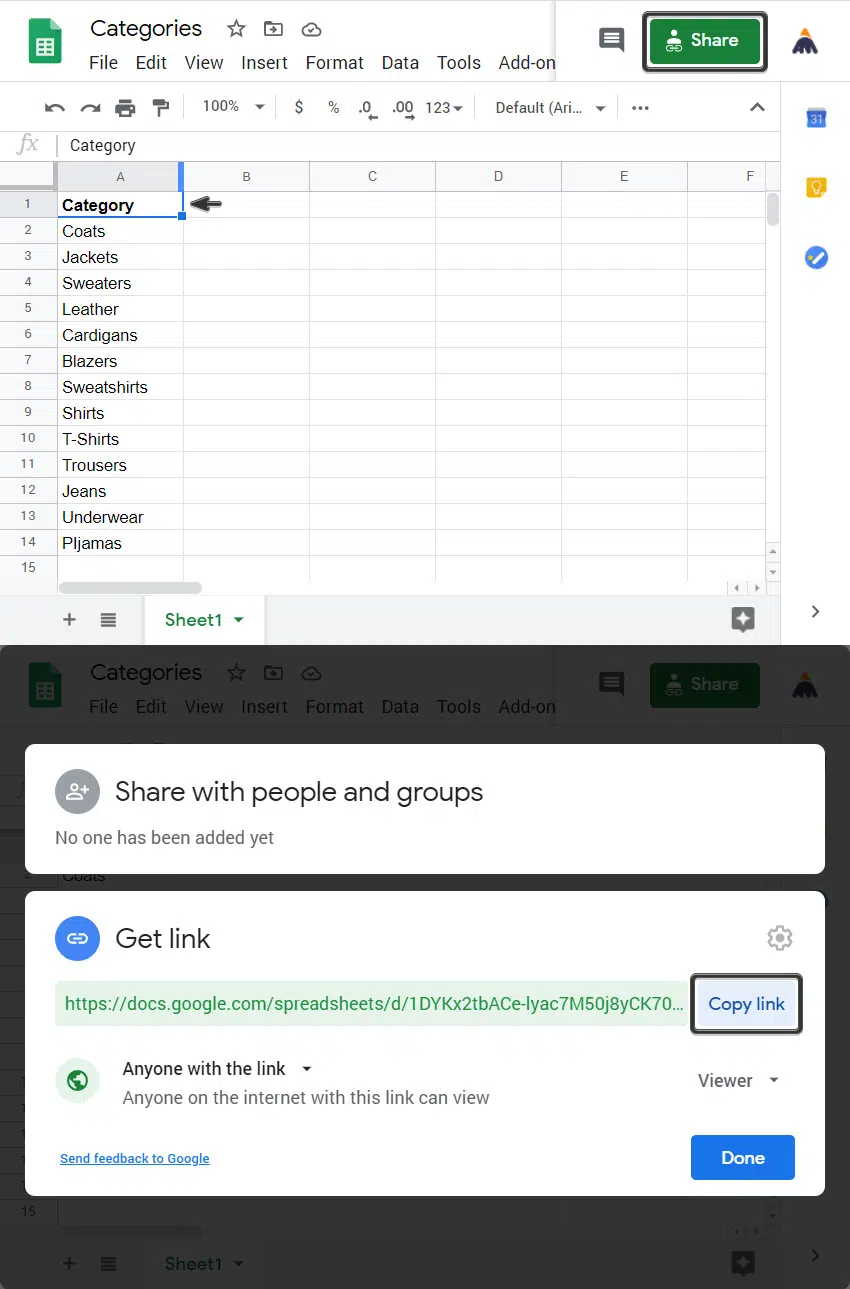 Categories
File Edit View Insert Format Data Tools Add-on
Share
100% $ % .0 .00 123 Default (Ari... ...
31
fx Category
A B C D E F
1 Category
2 Coats
3 Jackets
4 Sweaters
5 Leather
6 Cardigans
7 Blazers
8 Sweatshirts
9 Shirts
10 T-Shirts
11 Trousers
12 Jeans
13 Underwear
14 PIjamas
15
+ Sheet1
Categories
File Edit View Insert Format Data Tools Add-on
Share
Share with people and groups
No one has been added yet
2 Coats
Get link
https://docs.google.com/spreadsheets/d/1DYKx2tbACe-lyac7M50j8yCK70...
Copy link
Anyone with the link
Anyone on the internet with this link can view
Viewer
Send feedback to Google
Done
15
+ Sheet1